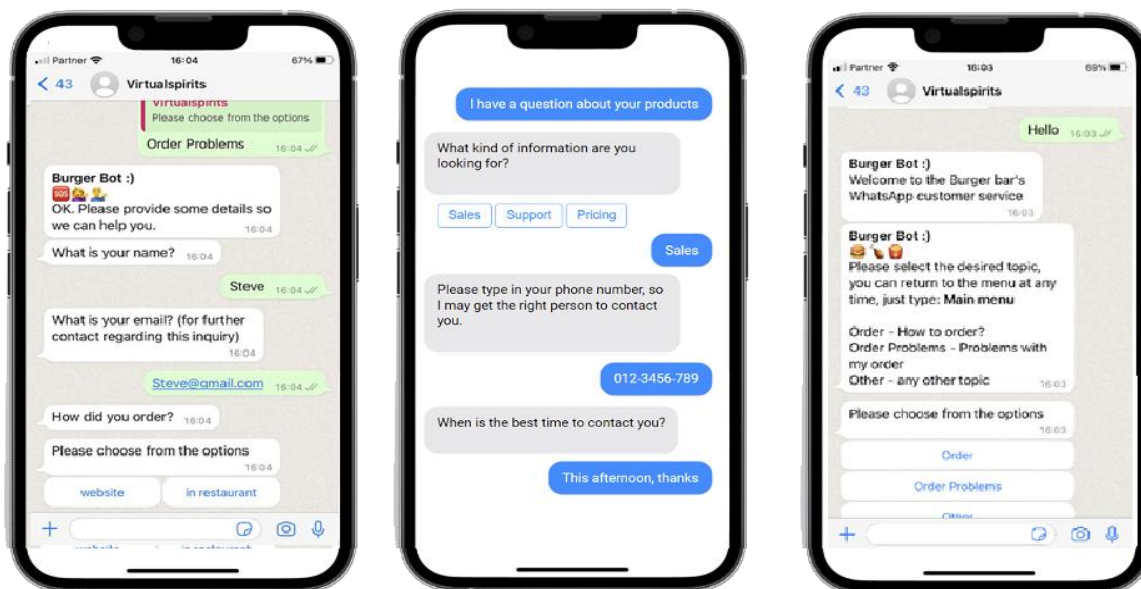 Partner 16:04 67%
43 Virtualspirits
Virtualspirits
Please choose from the options
Order Problems 16:04
Burger Bot :)
SOS
OK. Please provide some details so
we can help you. 16:04
What is your name? 16:04
Steve 16:04
What is your email? (for further
contact regarding this inquiry)
16:04
Steve@gmail.com 16:04
How did you order? 16:04
Please choose from the options
16:04
website in restaurant
website in restaurant
I have a question about your products
What kind of information are you
looking for?
Sales Support Pricing
Sales
Please type in your phone number, so
I may get the right person to contact
you.
012-3456-789
When is the best time to contact you?
This afternoon, thanks
Partner 16:03 69%
43 Virtualspirits
Hello 16:03
Burger Bot :)
Welcome to the Burger bar's
WhatsApp customer service
16:03
Burger Bot :)
Please select the desired topic,
you can return to the menu at any
time, just type: Main menu
Order - How to order?
Order Problems - Problems with
my order
Other - any other topic 16:03
Please choose from the options
16:03
Order
Order Problems
Other